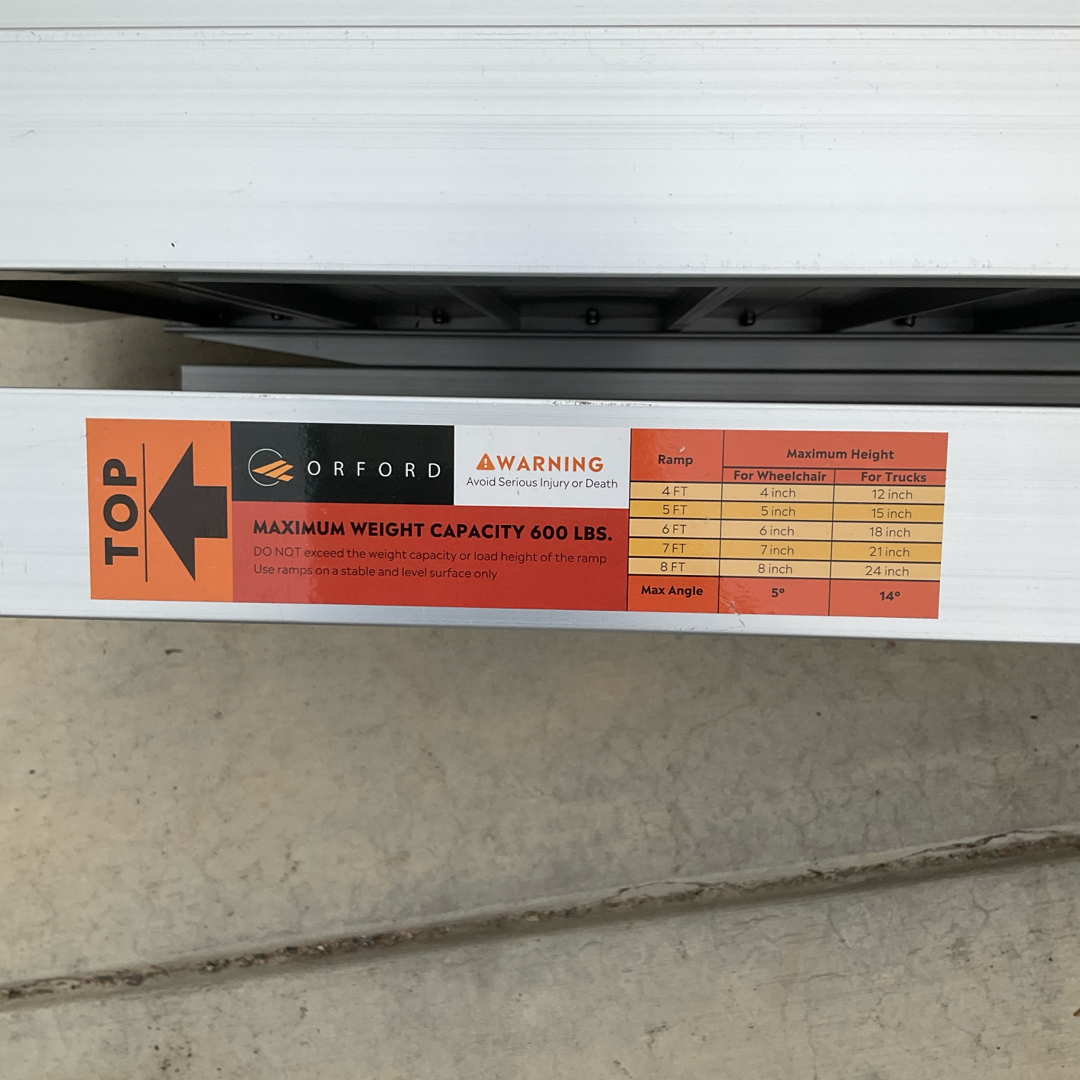 TOP
ORFORD
WARNING
Avoid Serious Injury or Death
MAXIMUM WEIGHT CAPACITY 600 LBS.
DO NOT exceed the weight capacity or load height of the ramp
Use ramps on a stable and level surface only
Ramp Maximum Height
For Wheelchair For Trucks
4 FT 4 inch 12 inch
5 FT 5 inch 15 inch
6 FT 6 inch 18 inch
7 FT 7 inch 21 inch
8 FT 8 inch 24 inch
Max Angle 5° 14°